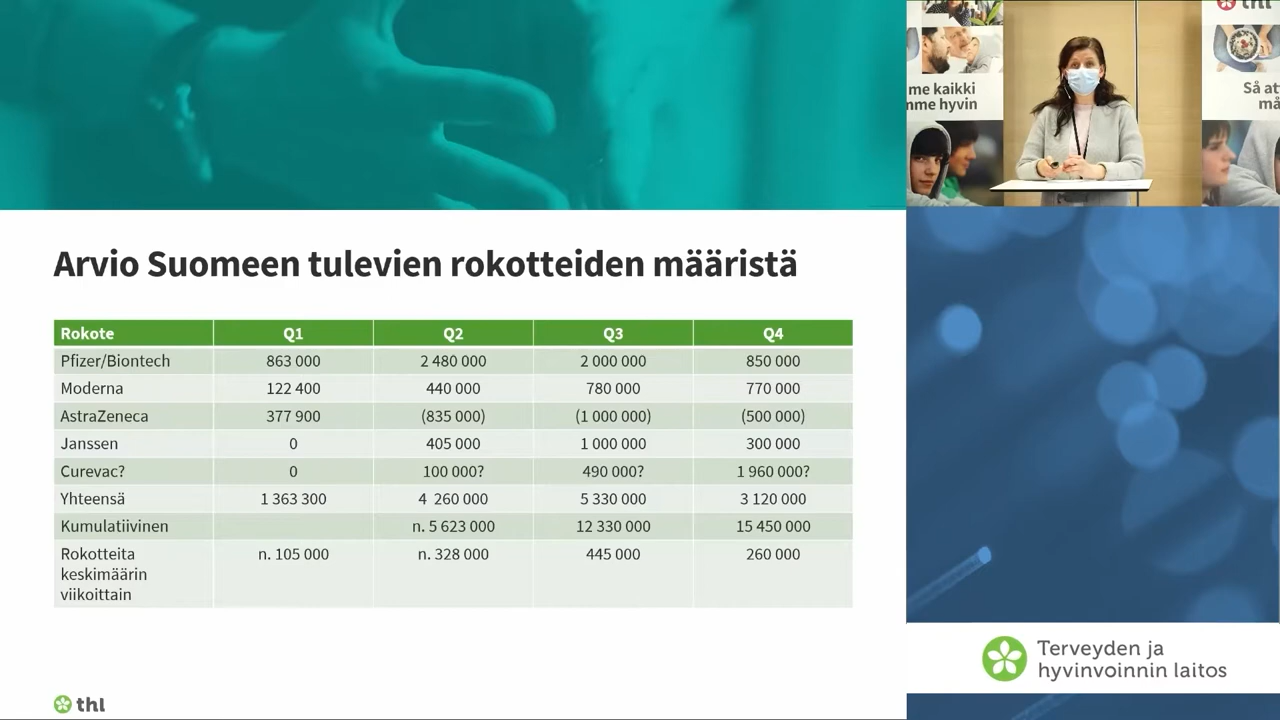 thl
me kaikki
mme hyvin
Så at
må
Arvio Suomeen tulevien rokotteiden määristä
Rokote Q1 Q2 Q3 Q4
Pfizer/Biontech 863 000 2 480 000 2 000 000 850 000
Moderna 122 400 440 000 780 000 770 000
AstraZeneca 377 900 (835 000) (1 000 000) (500 000)
Janssen 0 405 000 1 000 000 300 000
Curevac? 0 100 000? 490 000? 1 960 000?
Yhteensä 1 363 300 4 260 000 5 330 000 3 120 000
Kumulatiivinen n. 5 623 000 12 330 000 15 450 000
Rokotteita n. 105 000 n. 328 000 445 000 260 000
keskimäärin
viikoittain
Terveyden ja
hyvinvoinnin laitos
thl